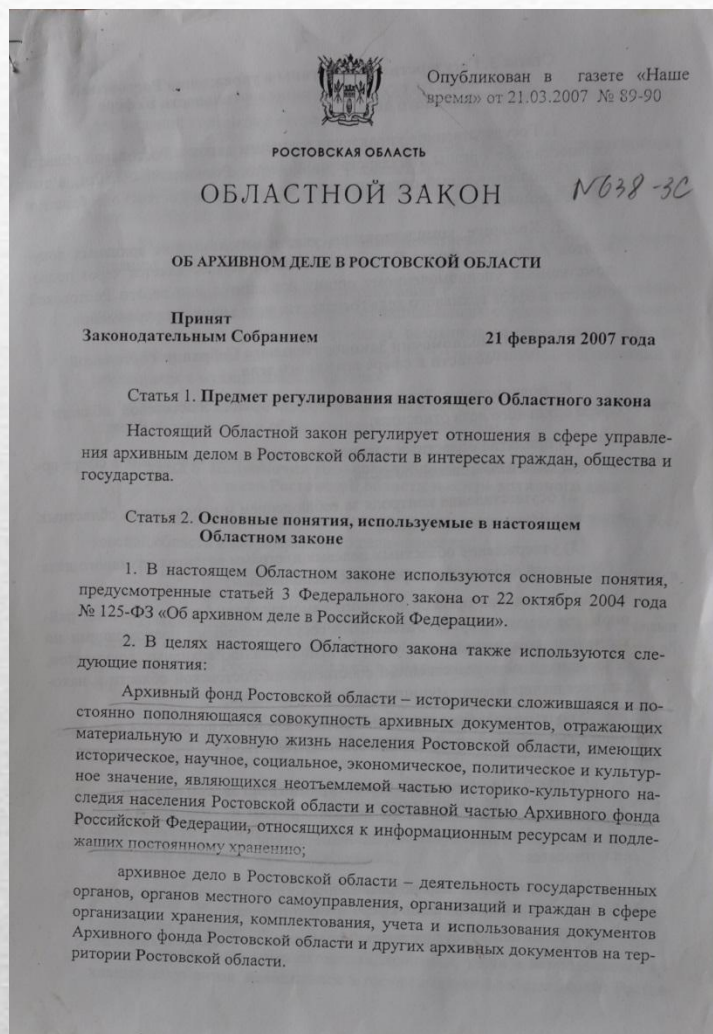 Опубликован в газете «Наше
время» от 21.03.2007 № 89-90
РОСТОВСКАЯ ОБЛАСТЬ
ОБЛАСТНОЙ ЗАКОН
N638-ЗС
ОБ АРХИВНОМ ДЕЛЕ В РОСТОВСКОЙ ОБЛАСТИ
Принят
Законодательным Собранием
21 февраля 2007 года
Статья 1. Предмет регулирования настоящего Областного закона
Настоящий Областной закон регулирует отношения в сфере управле-
ния архивным делом в Ростовской области в интересах граждан, общества и
государства.
Статья 2. Основные понятия, используемые в настоящем
Областном законе
1. В настоящем Областном законе используются основные понятия,
предусмотренные статьей 3 Федерального закона от 22 октября 2004 года
№ 125-ФЗ «Об архивном деле в Российской Федерации».
2. В целях настоящего Областного закона также используются сле-
дующие понятия:
Архивный фонд Ростовской области – исторически сложившаяся и по-
стоянно пополняющаяся совокупность архивных документов, отражающих
материальную и духовную жизнь населения Ростовской области, имеющих
историческое, научное, социальное, экономическое, политическое и культур-
ное значение, являющихся неотъемлемой частью историко-культурного на-
следия населения Ростовской области и составной частью Архивного фонда
Российской Федерации, относящихся к информационным ресурсам и подле-
жащих постоянному хранению;
архивное дело в Ростовской области – деятельность государственных
органов, органов местного самоуправления, организаций и граждан в сфере
организации хранения, комплектования, учета и использования документов
Архивного фонда Ростовской области и других архивных документов на тер-
ритории Ростовской области.